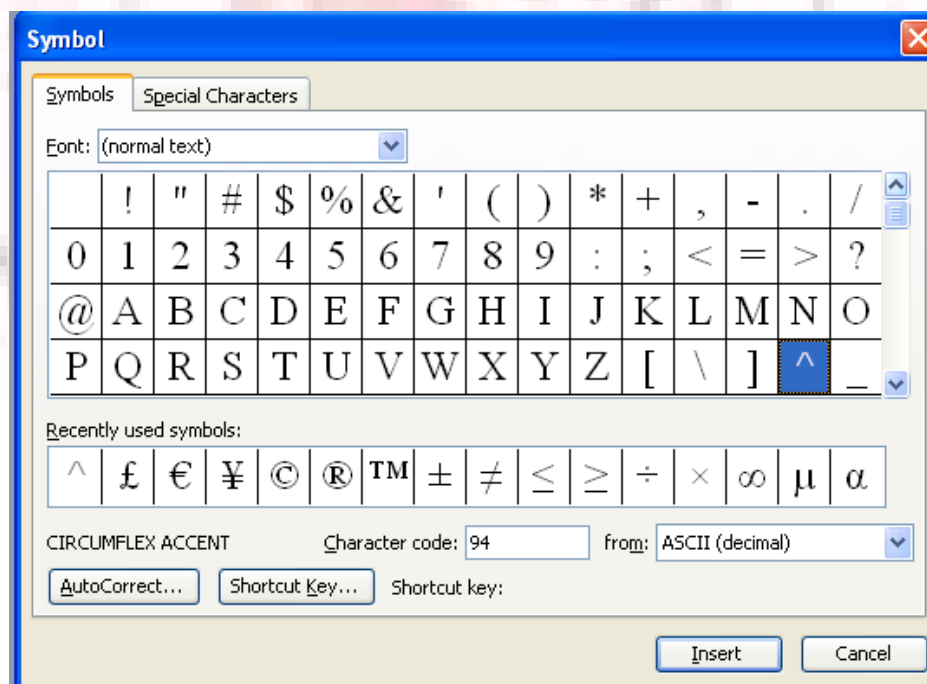 Symbol
Symbols Special Characters
Font: (normal text)
! " # $ % & ' ( ) * + , - . /
0 1 2 3 4 5 6 7 8 9 : ; < = > ?
@ A B C D E F G H I J K L M N O
P Q R S T U V W X Y Z [ \ ] ^ _
Recently used symbols:
^ £ € ¥ © ® ™ ± ≠ ≤ ≥ ÷ × ∞ µ α
CIRCUMFLEX ACCENT Character code: 94 from: ASCII (decimal)
AutoCorrect... Shortcut Key... Shortcut key:
Insert Cancel